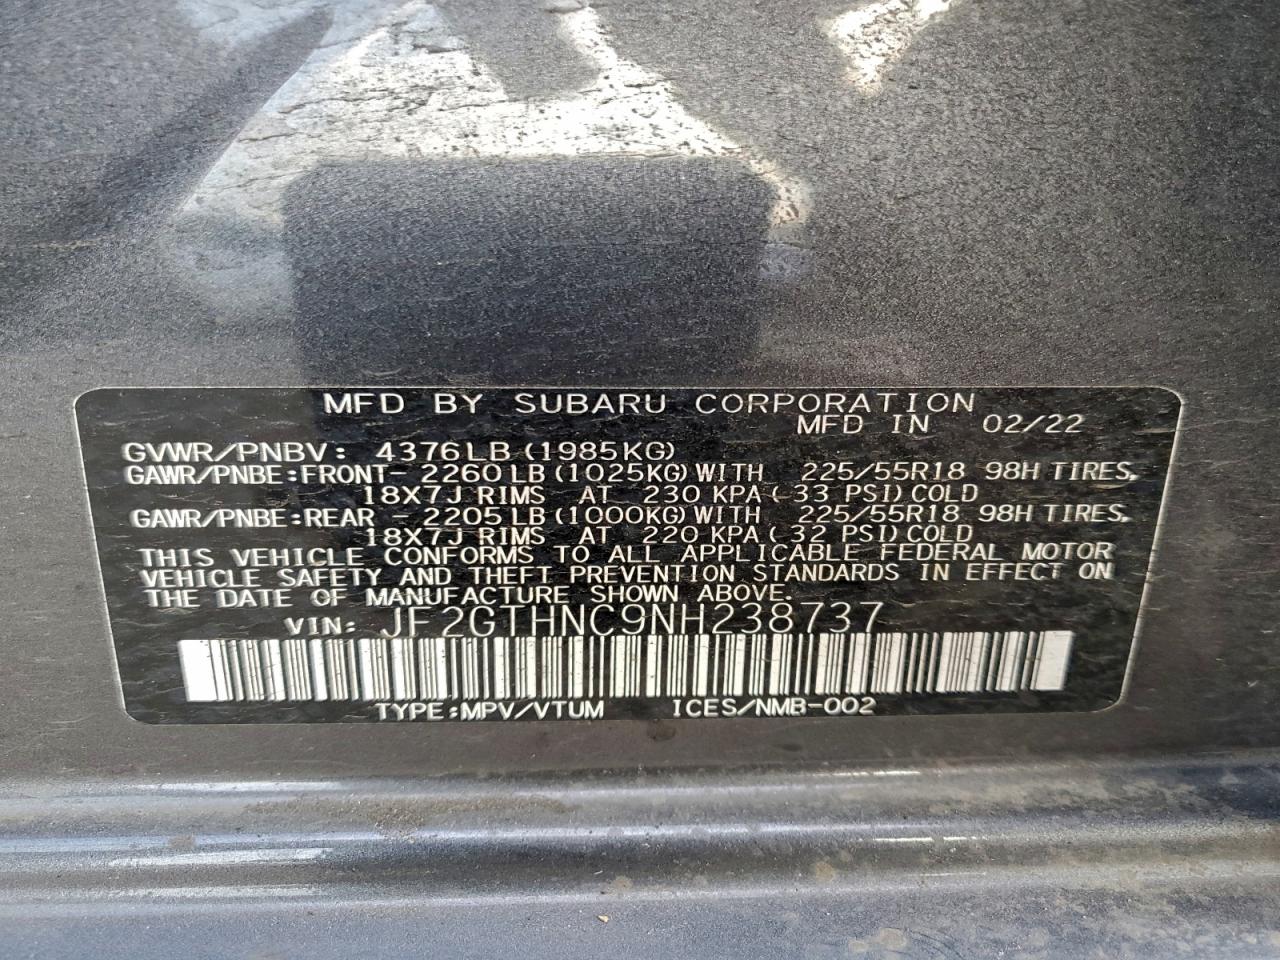 MFD BY SUBARU CORPORATION
MFD IN 02/22
GVWR/PNBV: 4376LB(1985KG)
GAWR/PNBE:FRONT- 2260LB(1025KG)WITH 225/55R18 98H TIRES,
18X7J RIMS AT 230 KPA( 33 PSI)COLD
GAWR/PNBE:REAR - 2205LB(1000KG)WITH 225/55R18 98H TIRES,
18X7J RIMS AT 220 KPA( 32 PSI)COLD
THIS VEHICLE CONFORMS TO ALL APPLICABLE FEDERAL MOTOR
VEHICLE SAFETY AND THEFT PREVENTION STANDARDS IN EFFECT ON
THE DATE OF MANUFACTURE SHOWN ABOVE.
VIN: JF2GTHNC9NH238737
TYPE:MPV/VTUM ICES/NMB-002